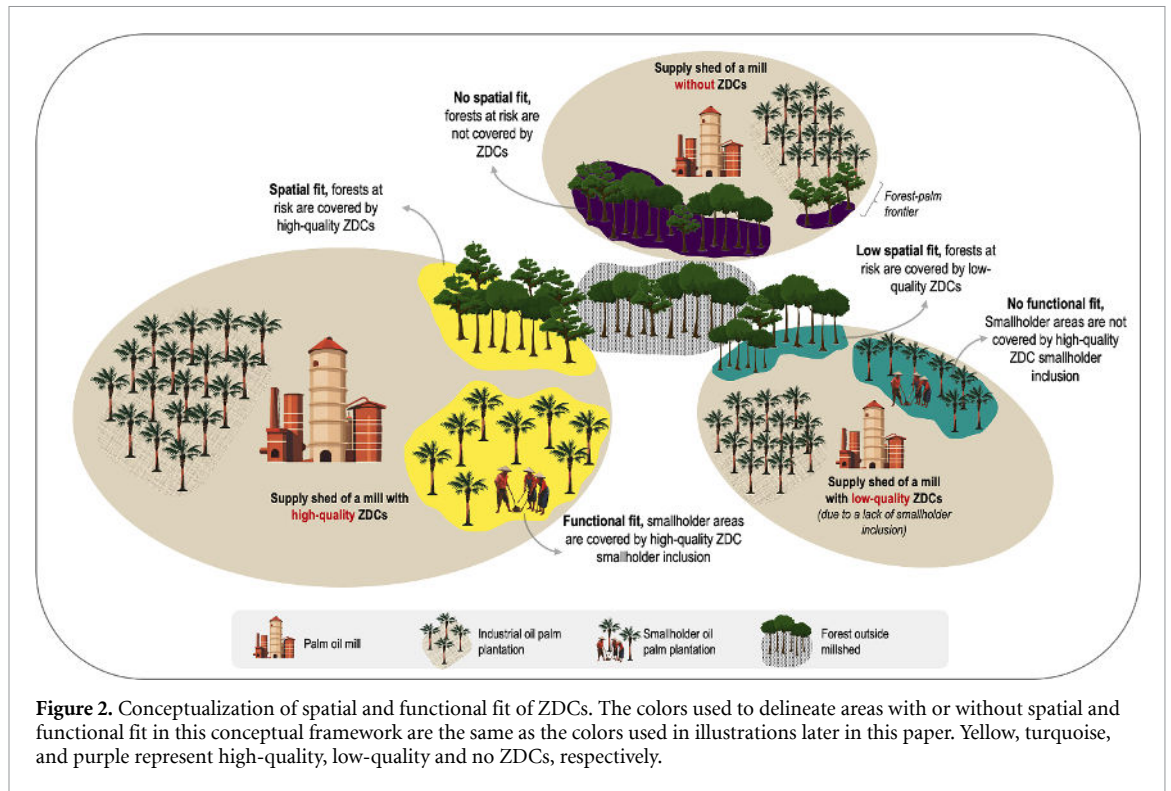 Supply shed of a mill
without ZDCs
No spatial fit,
forests at risk are
not covered by
ZDCs
Forest-palm
frontier
Spatial fit, forests at
risk are covered by
high-quality ZDCs
Low spatial fit, forests at
risk are covered by low-
quality ZDCs
No functional fit,
Smallholder areas are not
covered by high-quality
ZDC smallholder
inclusion
Supply shed of a mill with
high-quality ZDCs
Supply shed of a mill
with low-quality ZDCs
(due to a lack of smallholder
inclusion)
Functional fit, smallholder areas
are covered by high-quality ZDC
smallholder inclusion
Palm oil mill
Industrial oil palm
plantation
Smallholder oil
palm plantation
Forest outside
millshed
Figure 2. Conceptualization of spatial and functional fit of ZDCs. The colors used to delineate areas with or without spatial and
functional fit in this conceptual framework are the same as the colors used in illustrations later in this paper. Yellow, turquoise,
and purple represent high-quality, low-quality and no ZDCs, respectively.